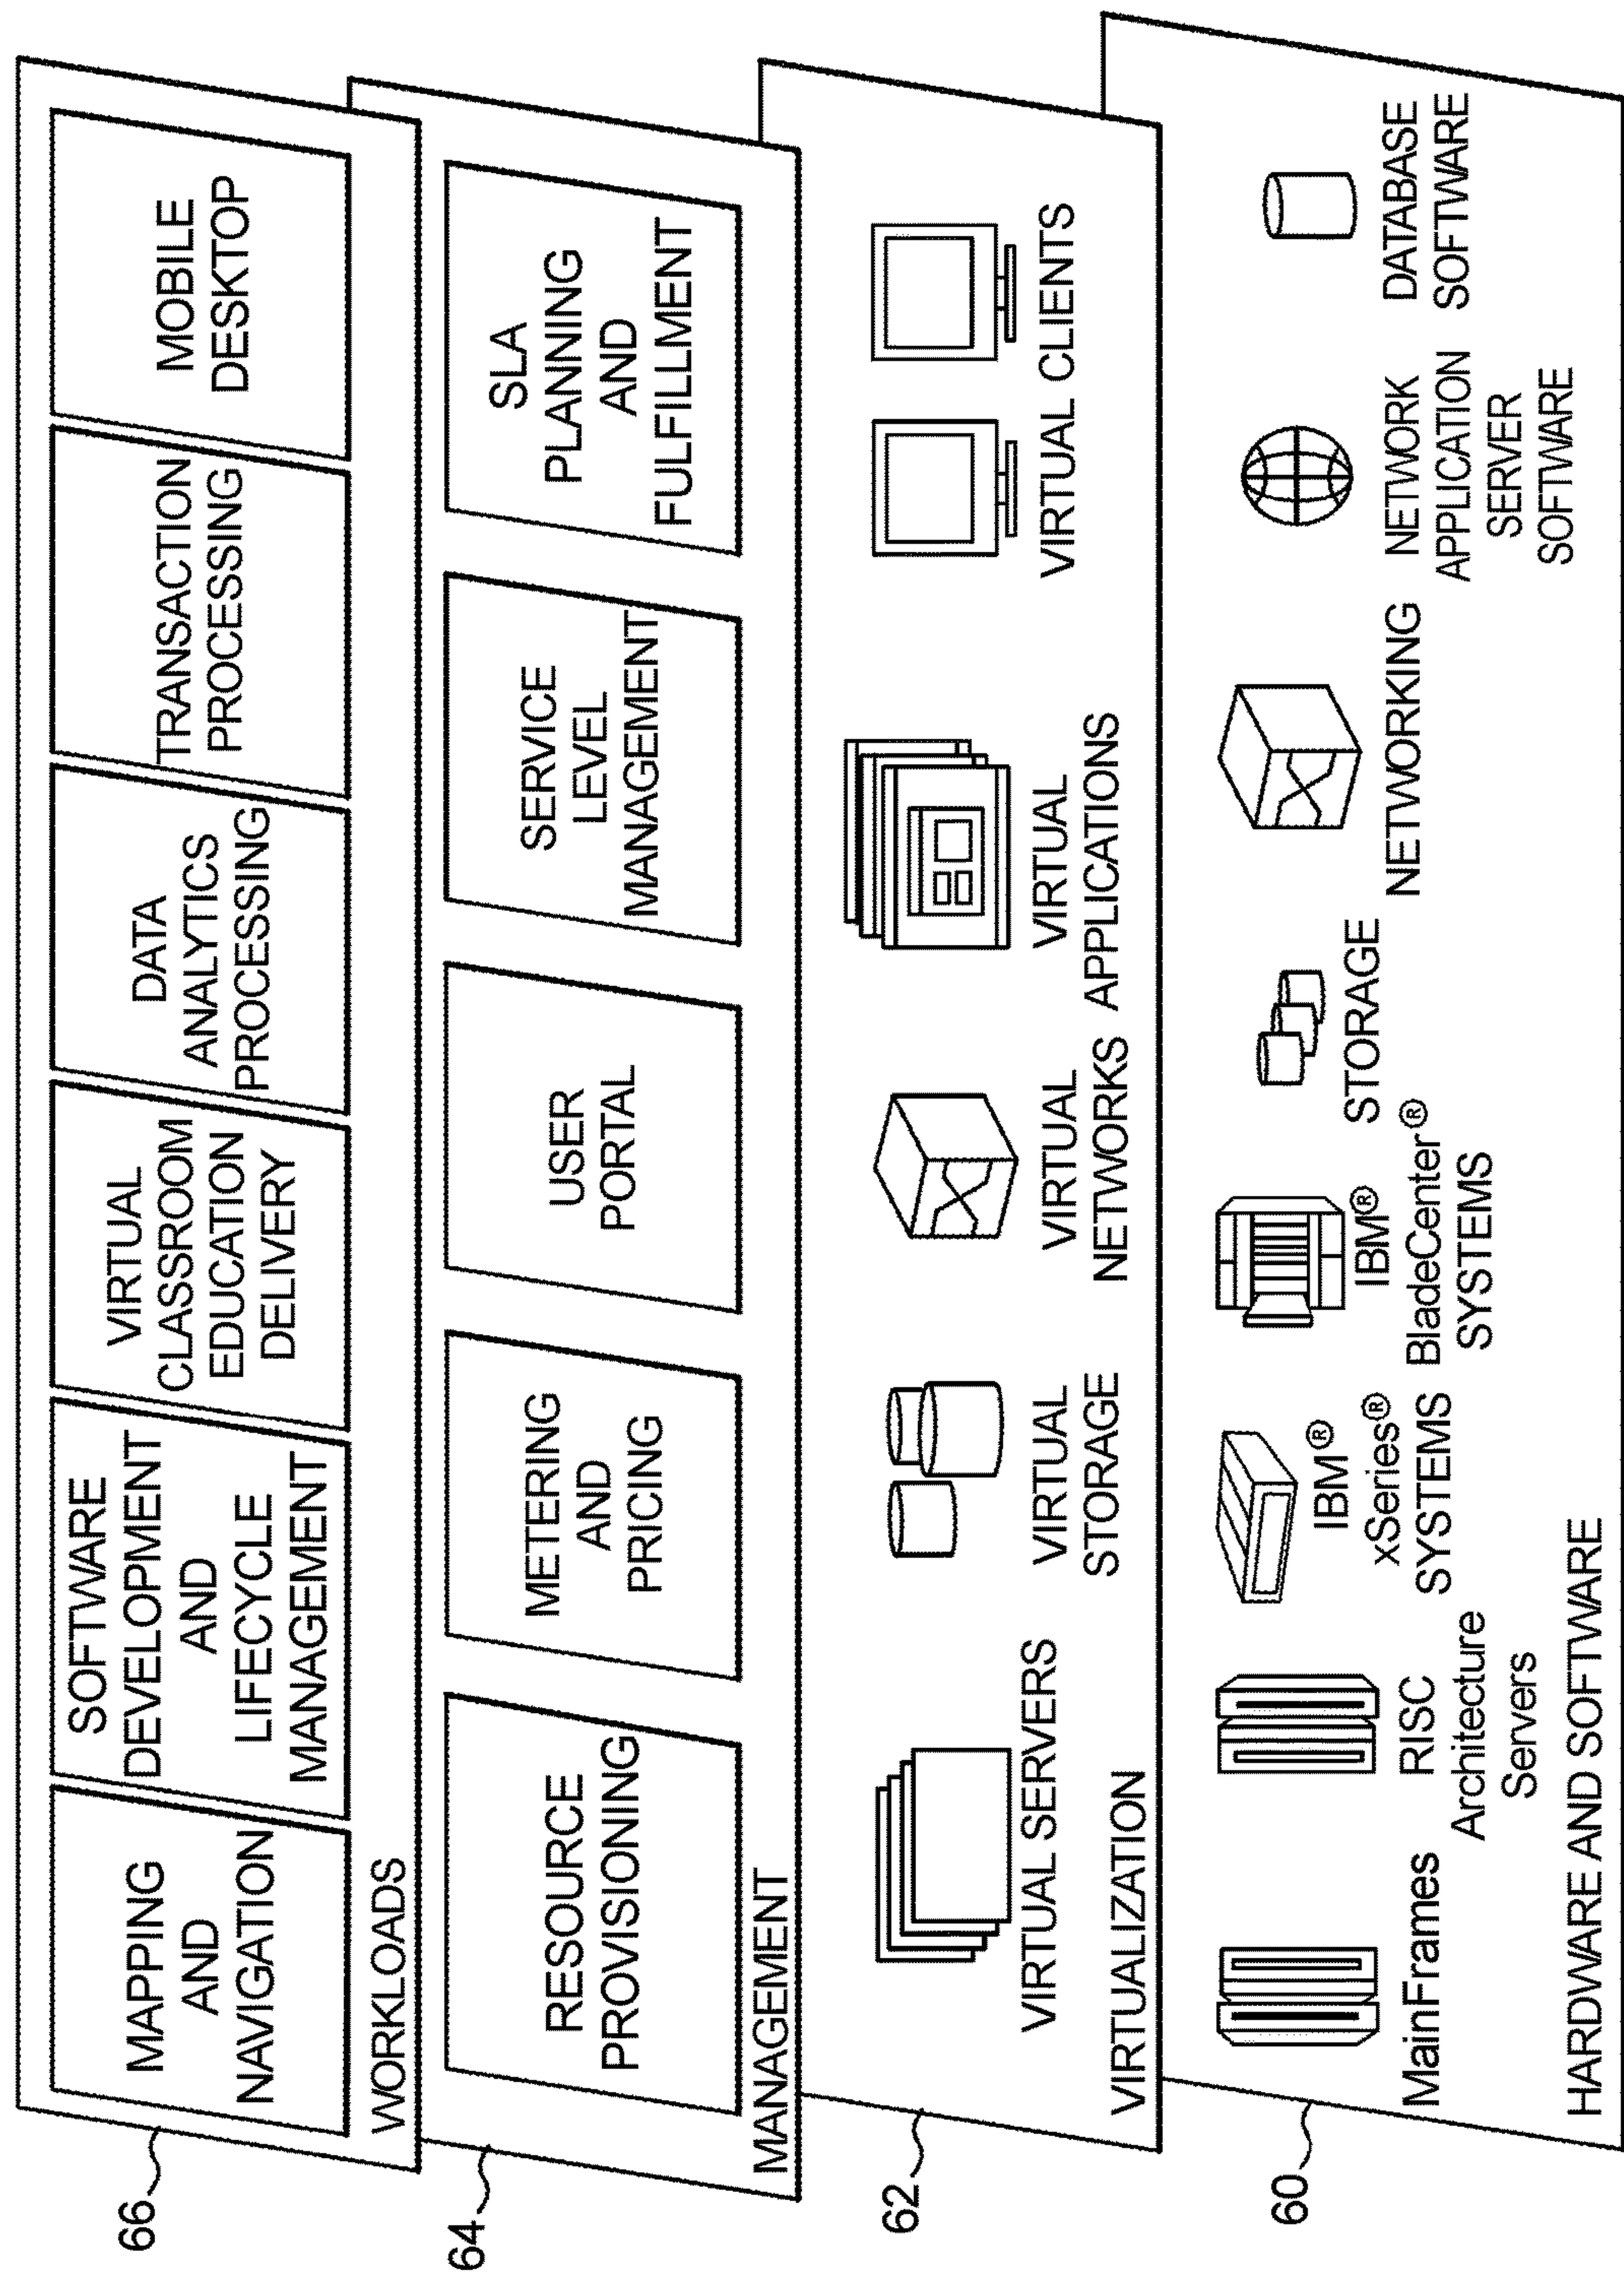 66
MAPPING
AND
NAVIGATION
SOFTWARE
DEVELOPMENT
AND
LIFECYCLE
MANAGEMENT
VIRTUAL
CLASSROOM
EDUCATION
DELIVERY
DATA
ANALYTICS
PROCESSING
TRANSACTION
PROCESSING
MOBILE
DESKTOP
WORKLOADS
64
RESOURCE
PROVISIONING
METERING
AND
PRICING
USER
PORTAL
SERVICE
LEVEL
MANAGEMENT
SLA
PLANNING
AND
FULFILLMENT
MANAGEMENT
62
VIRTUAL SERVERS
VIRTUAL
STORAGE
VIRTUAL
NETWORKS
VIRTUAL
APPLICATIONS
VIRTUAL CLIENTS
VIRTUALIZATION
60
MainFrames
RISC
Architecture
Servers
IBM®
xSeries®
SYSTEMS
IBM®
BladeCenter®
SYSTEMS
STORAGE
NETWORKING
NETWORK
APPLICATION
SERVER
SOFTWARE
DATABASE
SOFTWARE
HARDWARE AND SOFTWARE